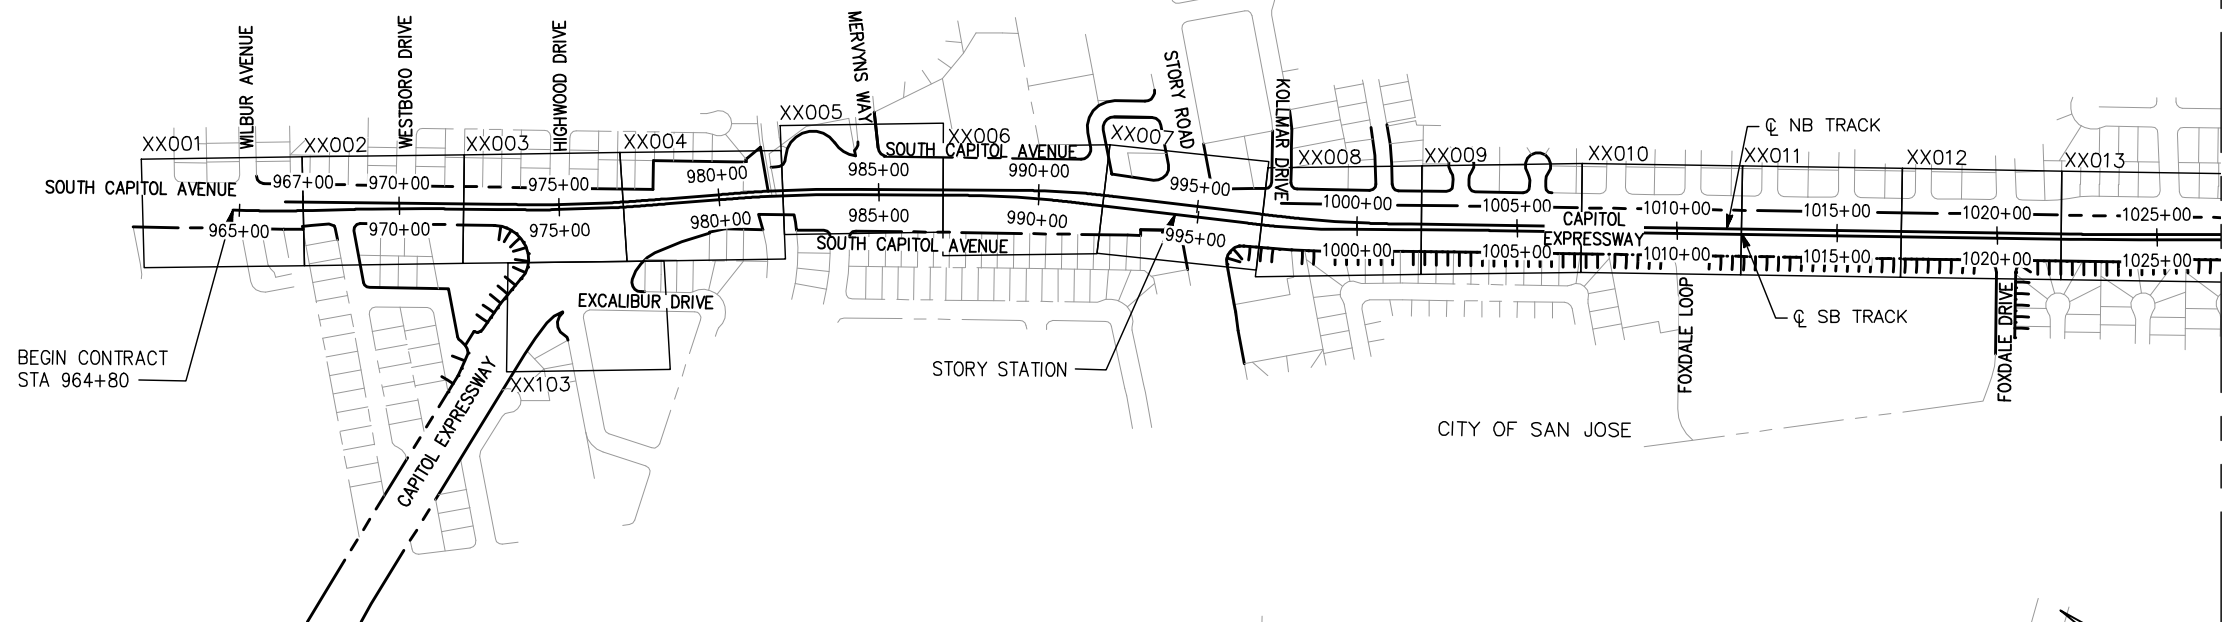 WILBUR AVENUE
WESTBORO DRIVE
HIGHWOOD DRIVE
MERVYNS WAY
STORY ROAD
KOLLMAR DRIVE
XX001
XX002
XX003
XX004
XX005
XX006
XX007
XX008
XX009
XX010
XX011
XX012
XX013
℄ NB TRACK
SOUTH CAPITOL AVENUE
SOUTH CAPITOL AVENUE
967+00
970+00
975+00
980+00
985+00
990+00
995+00
1000+00
1005+00
1010+00
1015+00
1020+00
1025+00
965+00
970+00
975+00
980+00
985+00
990+00
995+00
1000+00
1005+00
1010+00
1015+00
1020+00
1025+00
CAPITOL
EXPRESSWAY
SOUTH CAPITOL AVENUE
EXCALIBUR DRIVE
℄ SB TRACK
FOXDALE LOOP
FOXDALE DRIVE
BEGIN CONTRACT
STA 964+80
STORY STATION
XX103
CAPITOL EXPRESSWAY
CITY OF SAN JOSE